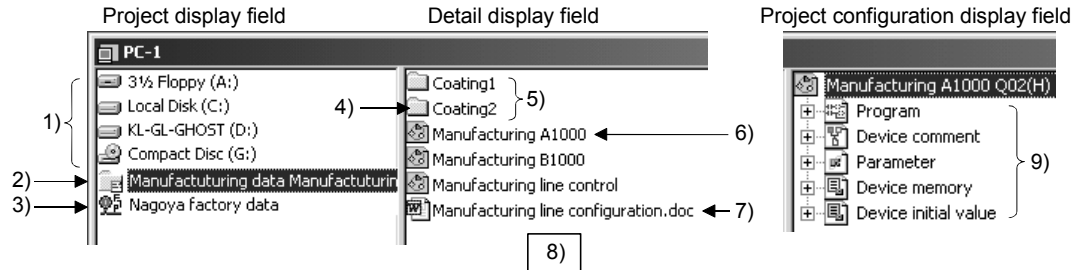 Project display field
Detail display field
Project configuration display field
PC-1
3½ Floppy (A:)
Local Disk (C:)
KL-GL-GHOST (D:)
Compact Disc (G:)
Manufactuturing data Manufactuturin
Nagoya factory data
1)
2)
3)
Coating1
Coating2
Manufacturing A1000
Manufacturing B1000
Manufacturing line control
Manufacturing line configuration.doc
4)
5)
6)
7)
8)
Manufacturing A1000 Q02(H)
Program
Device comment
Parameter
Device memory
Device initial value
9)